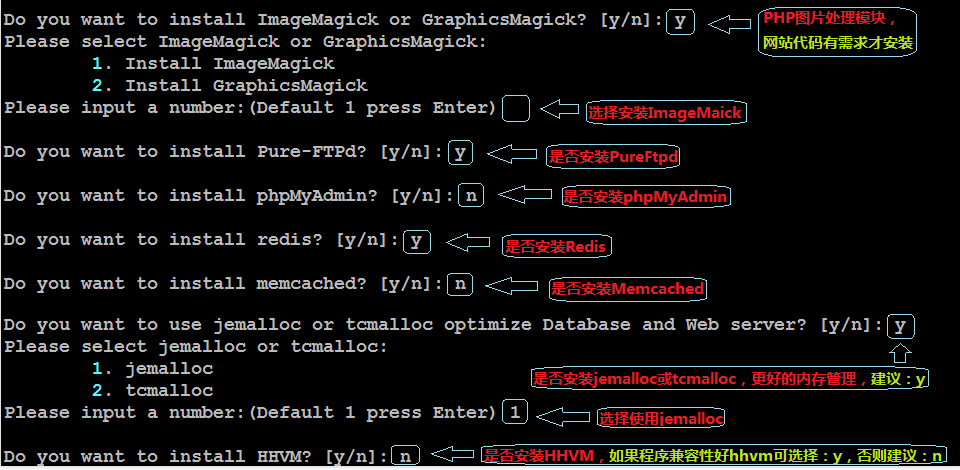 Do you want to install ImageMagick or GraphicsMagick? [y/n]: y
PHP图片处理模块，
网站代码有需求才安装
Please select ImageMagick or GraphicsMagick:
1. Install ImageMagick
2. Install GraphicsMagick
Please input a number:(Default 1 press Enter)
选择安装ImageMaick
Do you want to install Pure-FTPd? [y/n]: y
是否安装PureFtpd
Do you want to install phpMyAdmin? [y/n]: n
是否安装phpMyAdmin
Do you want to install redis? [y/n]: y
是否安装Redis
Do you want to install memcached? [y/n]: n
是否安装Memcached
Do you want to use jemalloc or tcmalloc optimize Database and Web server? [y/n]: y
Please select jemalloc or tcmalloc:
1. jemalloc
2. tcmalloc
是否安装jemalloc或tcmalloc，更好的内存管理，建议：y
Please input a number:(Default 1 press Enter) 1
选择使用jemalloc
Do you want to install HHVM? [y/n]: n
是否安装HHVM，如果程序兼容性好hhvm可选择：y，否则建议：n